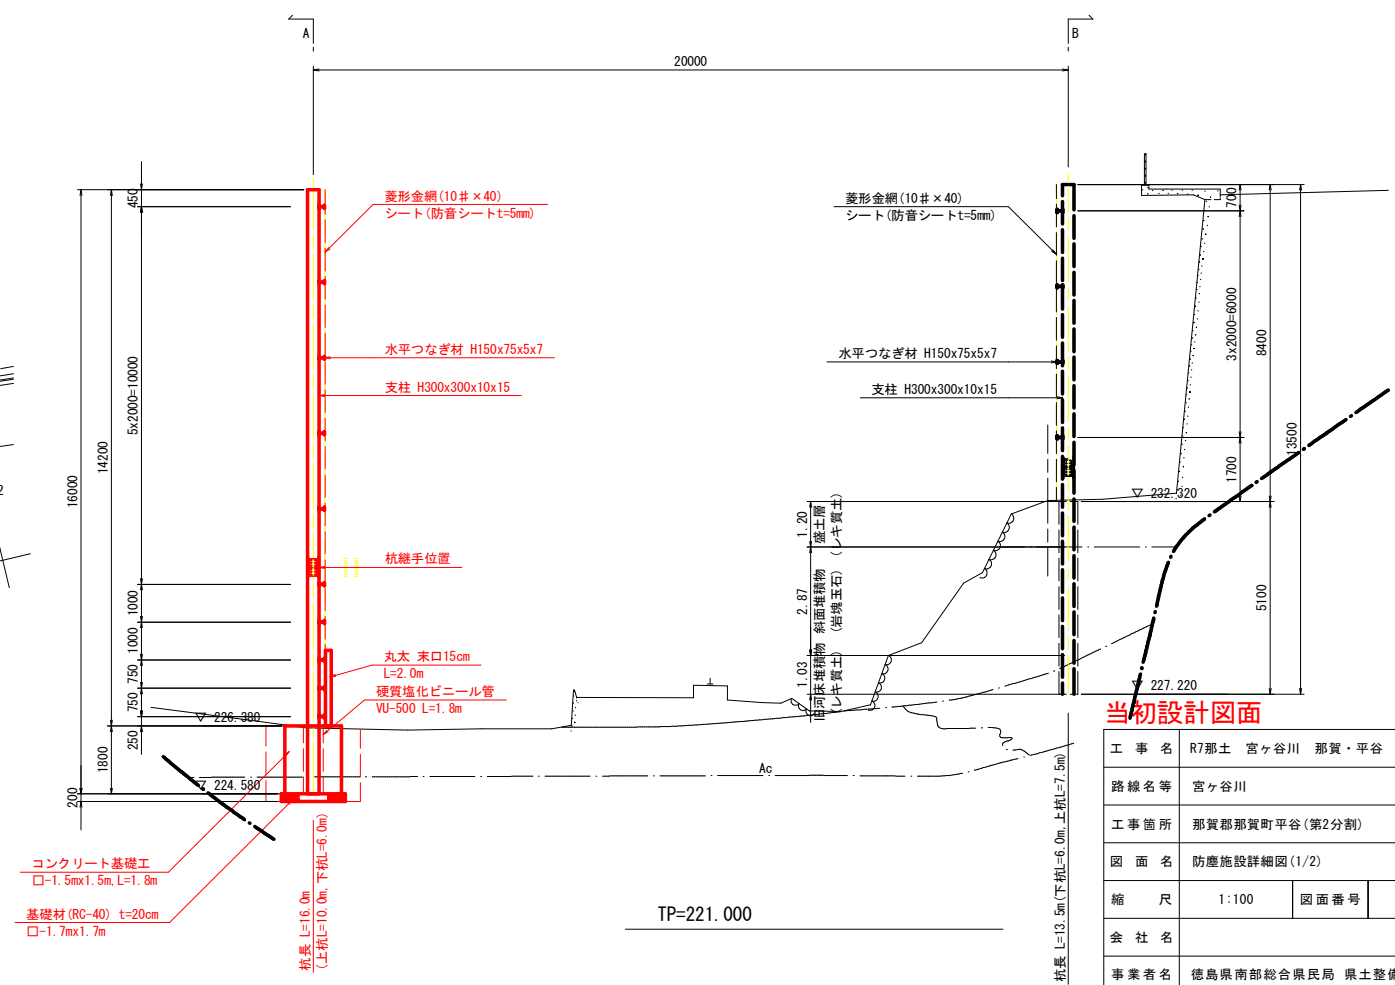 A
B
20000
450
5x2000=10000
14200
16000
1000
1000
750
750
250
1800
200
菱形金網(10＃×40)
シート(防音シートt=5mm)
水平つなぎ材 H150x75x5x7
支柱 H300x300x10x15
杭継手位置
丸太 末口15cm
L=2.0m
硬質塩化ビニール管
VU-500 L=1.8m
▽ 226.380
▽ 224.580
コンクリート基礎工
□-1.5mx1.5m,L=1.8m
基礎材(RC-40) t=20cm
□-1.7mx1.7m
杭長 L=16.0m
(上杭L=10.0m, 下杭L=6.0m)
菱形金網(10＃×40)
シート(防音シートt=5mm)
水平つなぎ材 H150x75x5x7
支柱 H300x300x10x15
700
3x2000=6000
8400
13500
1700
5100
▽ 232.320
▽ 227.220
1.20
盛土層
(レキ質土)
2.87
斜面堆積物
(岩塊玉石)
1.03
旧河床堆積物
(レキ質土)
Ac
杭長 L=13.5m(下杭L=6.0m,上杭L=7.5m)
TP=221.000
2
当初設計図面
工事名 R7那土 宮ヶ谷川 那賀・平谷
路線名等 宮ヶ谷川
工事箇所 那賀郡那賀町平谷(第2分割)
図面名 防塵施設詳細図(1/2)
縮尺 1:100 図面番号
会社名
事業者名 徳島県南部総合県民局 県土整備